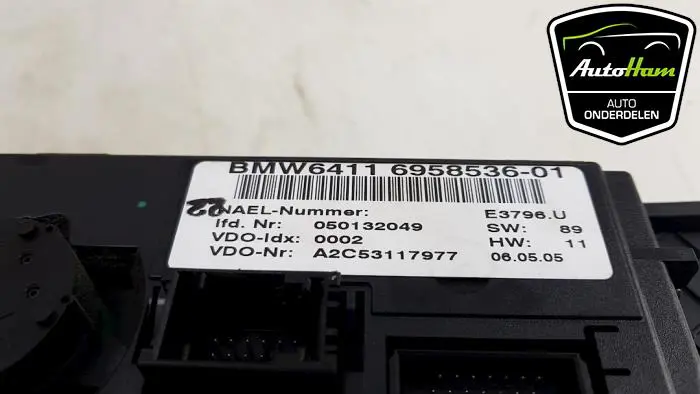 AutoHam
AUTO
ONDERDELEN
BMW6411 6958536-01
NAEL-Nummer: E3796.U
lfd. Nr: 050132049 SW: 89
VDO-Idx: 0002 HW: 11
VDO-Nr: A2C53117977 06.05.05